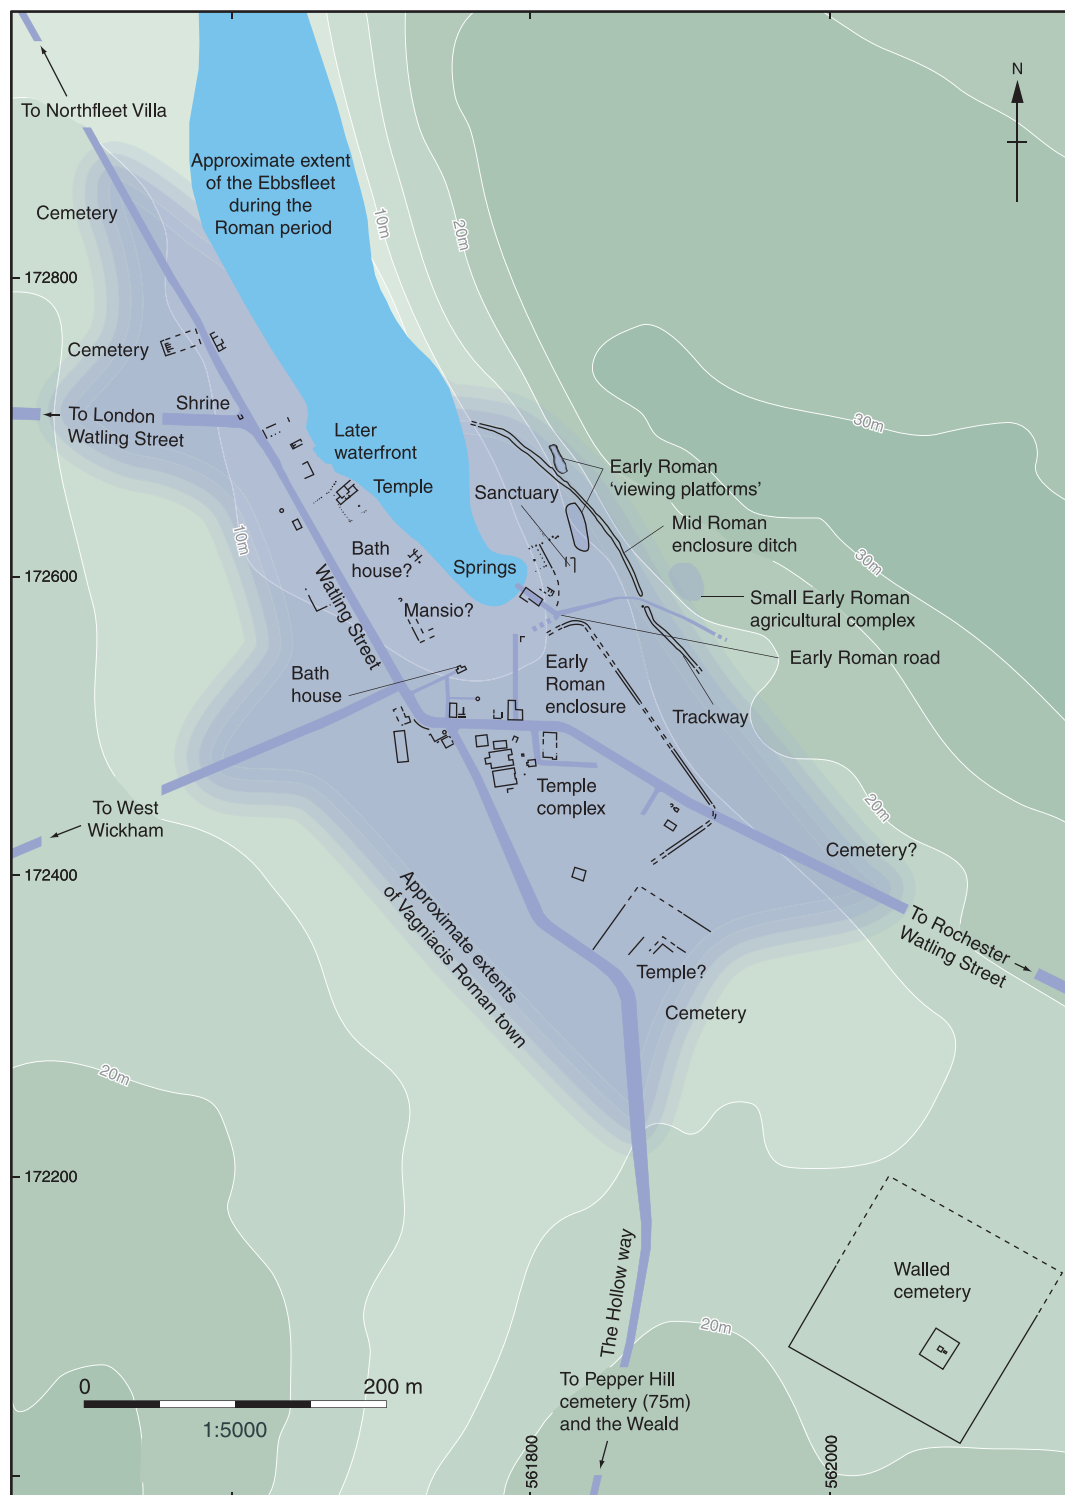 N
To Northfleet Villa
Approximate extent
of the Ebbsfleet
during the
Roman period
Cemetery
10m
20m
172800
Cemetery
Shrine
To London
Watling Street
Later
waterfront
Temple
30m
Early Roman
‘viewing platforms’
Sanctuary
Mid Roman
enclosure ditch
10m
Bath
house?
Springs
172600
30m
Small Early Roman
agricultural complex
Mansio?
Watling Street
Early Roman road
Bath
house
Early
Roman
enclosure
Trackway
Temple
complex
To West
Wickham
20m
Cemetery?
172400
Approximate extents
of Vagniacis Roman town
To Rochester
Watling Street
Temple?
Cemetery
20m
172200
Walled
cemetery
The Hollow way
20m
To Pepper Hill
cemetery (75m)
and the Weald
0 200 m
1:5000
561800
562000